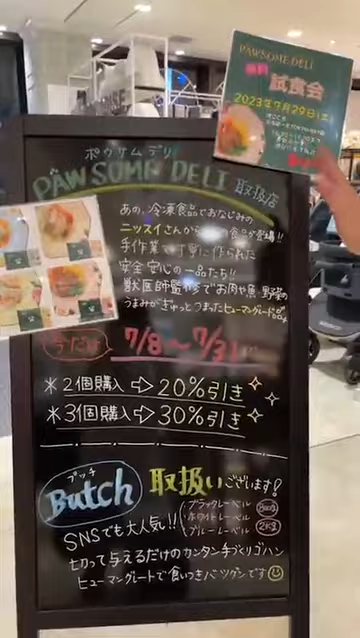 PAWSOME DELI
無料
試食会
2023年7月29日(土)
ポウサム デリ
PAWSOME DELI 取扱店
あの、冷凍食品でおなじみの
ニッスイさんから の食品が登場!!
手作業で丁寧に作られた
安全安心の一品たち!!
獣医師監修でお肉や魚、野菜の
うまみがぎゅっとつまったヒューマングレード品
今だけ 7/8〜7/31
＊2個購入⇨20%引き
＊3個購入⇨30%引き
ブッチ
Butch 取扱いございます!
SNSでも大人気!!
ブラックレーベル
ホワイトレーベル
ブルーレーベル
800g
2kg
切って与えるだけのカンタン手づくりゴハン
ヒューマングレードで食いつきバツグンです